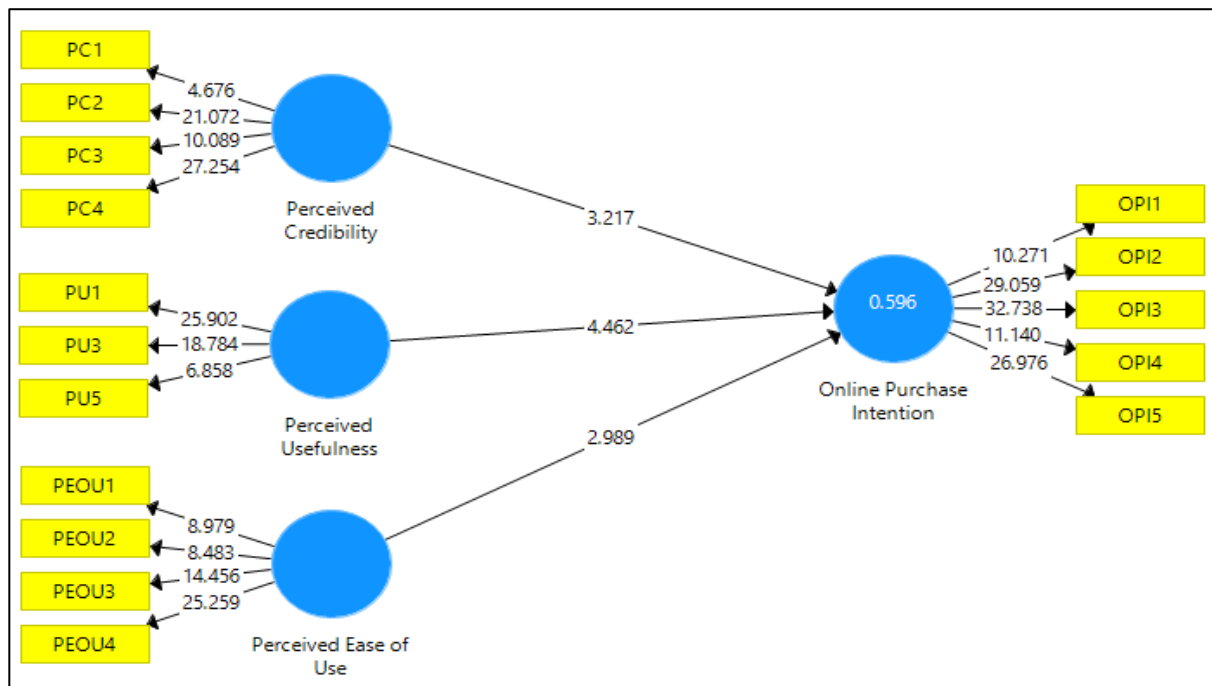 PC1
4.676
PC2
21.072
PC3
10.089
27.254
PC4
Perceived
Credibility
3.217
PU1
25.902
PU3
18.784
6.858
PU5
Perceived
Usefulness
4.462
PEOU1
8.979
PEOU2
8.483
PEOU3
14.456
25.259
PEOU4
Perceived Ease of
Use
2.989
0.596
Online Purchase
Intention
OPI1
10.271
OPI2
29.059
32.738
OPI3
11.140
OPI4
26.976
OPI5